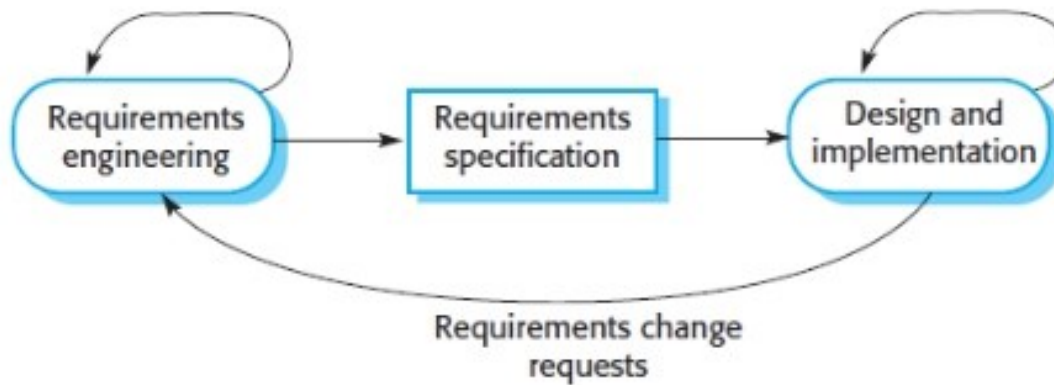 Requirements
engineering
Requirements
specification
Design and
implementation
Requirements change
requests